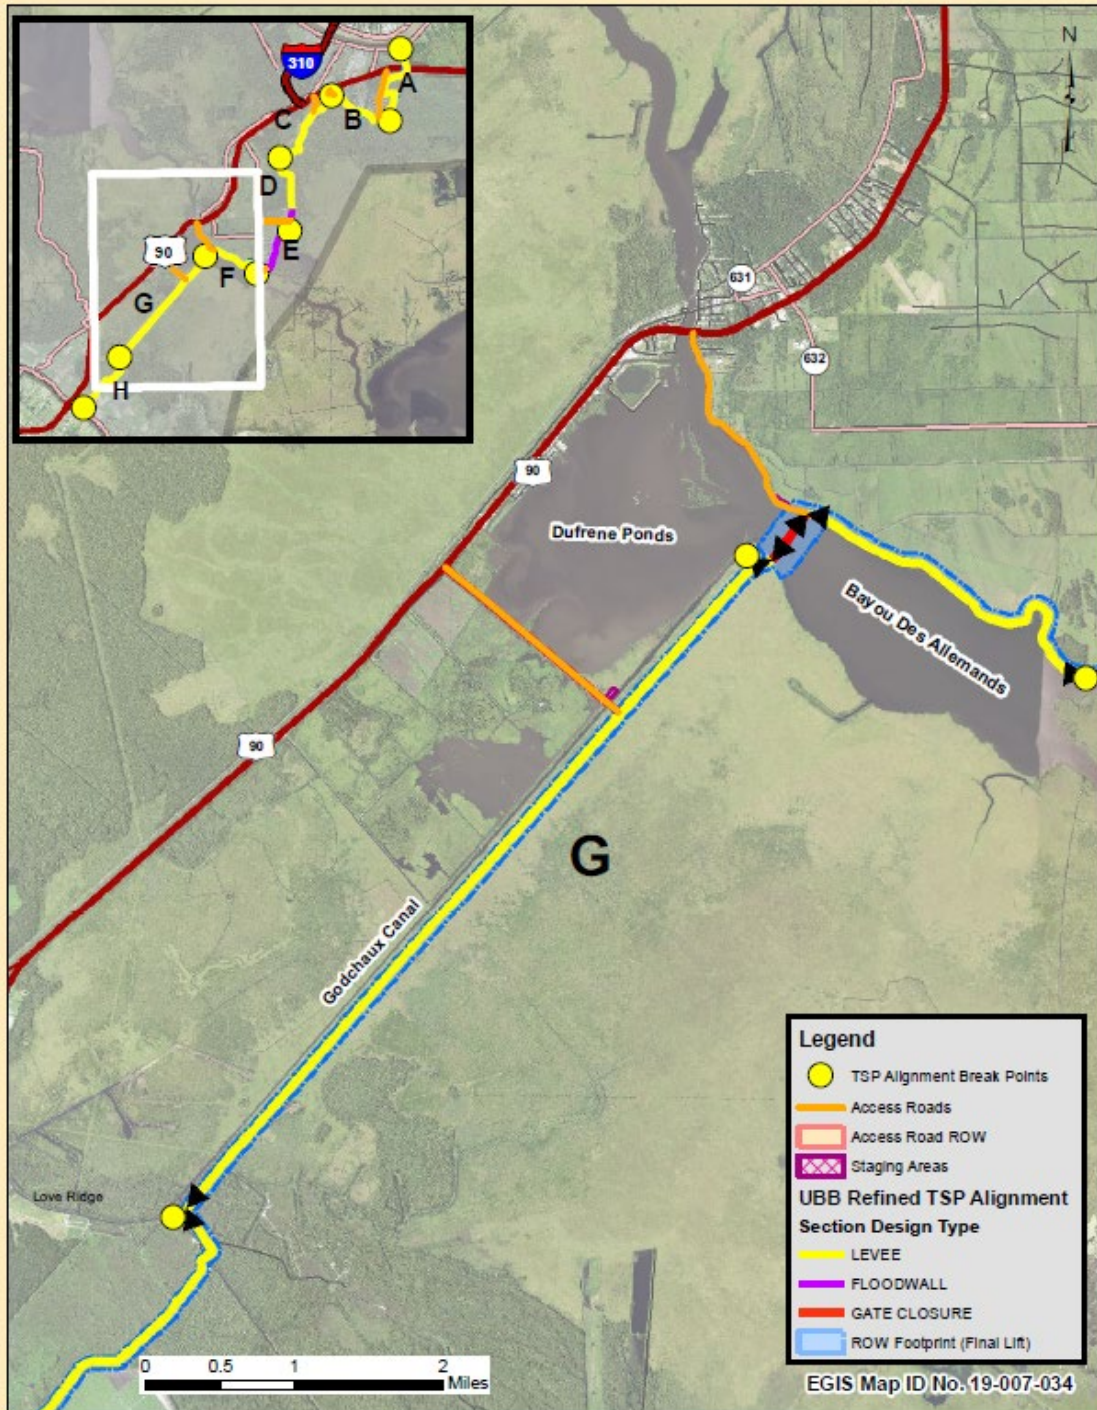 310
A
B
C
D
E
90
F
G
H
N
631
632
90
Dufrene Ponds
Bayou Des Allemands
90
G
Godchaux Canal
Love Ridge
Legend
TSP Alignment Break Points
Access Roads
Access Road ROW
Staging Areas
UBB Refined TSP Alignment
Section Design Type
LEVEE
FLOODWALL
GATE CLOSURE
ROW Footprint (Final Lift)
0 0.5 1 2
Miles
EGIS Map ID No. 19-007-034